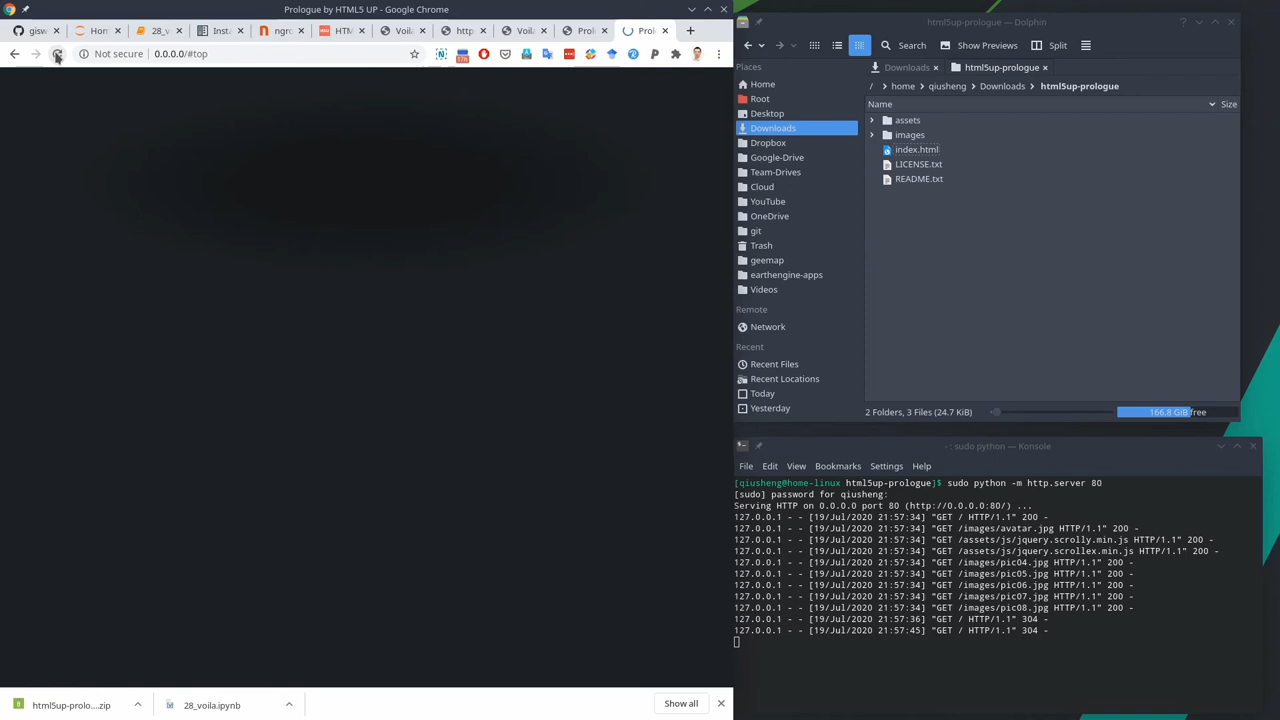 Prologue by HTML5 UP - Google Chrome
gisw
Hom
28_v
Insta
ngro
HTM
Voila
http
Voila
Prolo
Prolo
Not secure
0.0.0.0/#top
html5up-prolo....zip
28_voila.ipynb
Show all
html5up-prologue — Dolphin
Search
Show Previews
Split
Places
Downloads
html5up-prologue
/ home qiusheng Downloads html5up-prologue
Name Size
Home
Root
Desktop
Downloads
Dropbox
Google-Drive
Team-Drives
Cloud
YouTube
OneDrive
git
Trash
geemap
earthengine-apps
Videos
Remote
Network
Recent
Recent Files
Recent Locations
Today
Yesterday
assets
images
index.html
LICENSE.txt
README.txt
2 Folders, 3 Files (24.7 KiB)
166.8 GiB free
- : sudo python — Konsole
File Edit View Bookmarks Settings Help
[qiusheng@home-linux html5up-prologue]$ sudo python -m http.server 80
[sudo] password for qiusheng:
Serving HTTP on 0.0.0.0 port 80 (http://0.0.0.0:80/) ...
127.0.0.1 - - [19/Jul/2020 21:57:34] "GET / HTTP/1.1" 200 -
127.0.0.1 - - [19/Jul/2020 21:57:34] "GET /images/avatar.jpg HTTP/1.1" 200 -
127.0.0.1 - - [19/Jul/2020 21:57:34] "GET /assets/js/jquery.scrolly.min.js HTTP/1.1" 200 -
127.0.0.1 - - [19/Jul/2020 21:57:34] "GET /assets/js/jquery.scrollex.min.js HTTP/1.1" 200 -
127.0.0.1 - - [19/Jul/2020 21:57:34] "GET /images/pic04.jpg HTTP/1.1" 200 -
127.0.0.1 - - [19/Jul/2020 21:57:34] "GET /images/pic05.jpg HTTP/1.1" 200 -
127.0.0.1 - - [19/Jul/2020 21:57:34] "GET /images/pic06.jpg HTTP/1.1" 200 -
127.0.0.1 - - [19/Jul/2020 21:57:34] "GET /images/pic07.jpg HTTP/1.1" 200 -
127.0.0.1 - - [19/Jul/2020 21:57:34] "GET /images/pic08.jpg HTTP/1.1" 200 -
127.0.0.1 - - [19/Jul/2020 21:57:36] "GET / HTTP/1.1" 304 -
127.0.0.1 - - [19/Jul/2020 21:57:45] "GET / HTTP/1.1" 304 -